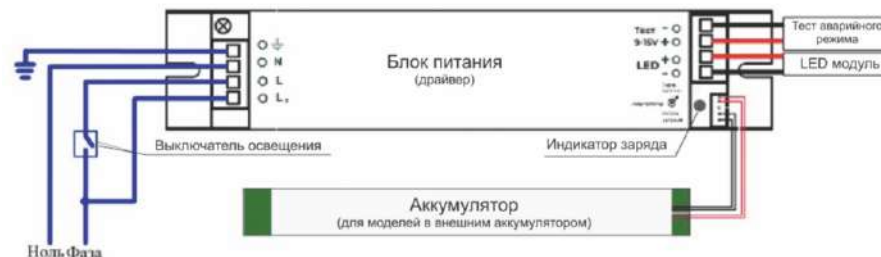 Тест
9-15V
LED
N
L
Блок питания
(драйвер)
Тест аварийного
режима
LED модуль
Выключатель освещения
Индикатор заряда
Аккумулятор
(для моделей в внешним аккумулятором)
Ноль Фаза